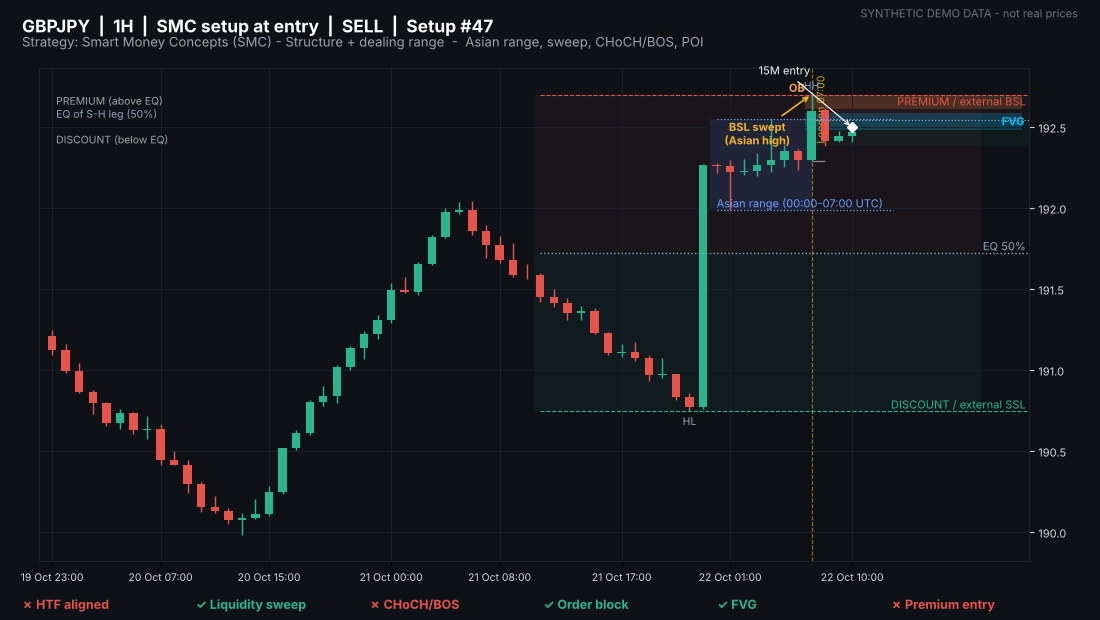 SYNTHETIC DEMO DATA - not real prices
GBPJPY | 1H | SMC setup at entry | SELL | Setup #47
Strategy: Smart Money Concepts (SMC) - Structure + dealing range - Asian range, sweep, CHoCH/BOS, POI
15M entry
PREMIUM (above EQ)
EQ of S-H leg (50%)
DISCOUNT (below EQ)
OB
HH
PREMIUM / external BSL
FVG
BSL swept
(Asian high)
Asian range (00:00-07:00 UTC)
EQ 50%
DISCOUNT / external SSL
HL
192.5
192.0
191.5
191.0
190.5
190.0
19 Oct 23:00
20 Oct 07:00
20 Oct 15:00
21 Oct 00:00
21 Oct 08:00
21 Oct 17:00
22 Oct 01:00
22 Oct 10:00
× HTF aligned
✓ Liquidity sweep
× CHoCH/BOS
✓ Order block
✓ FVG
× Premium entry